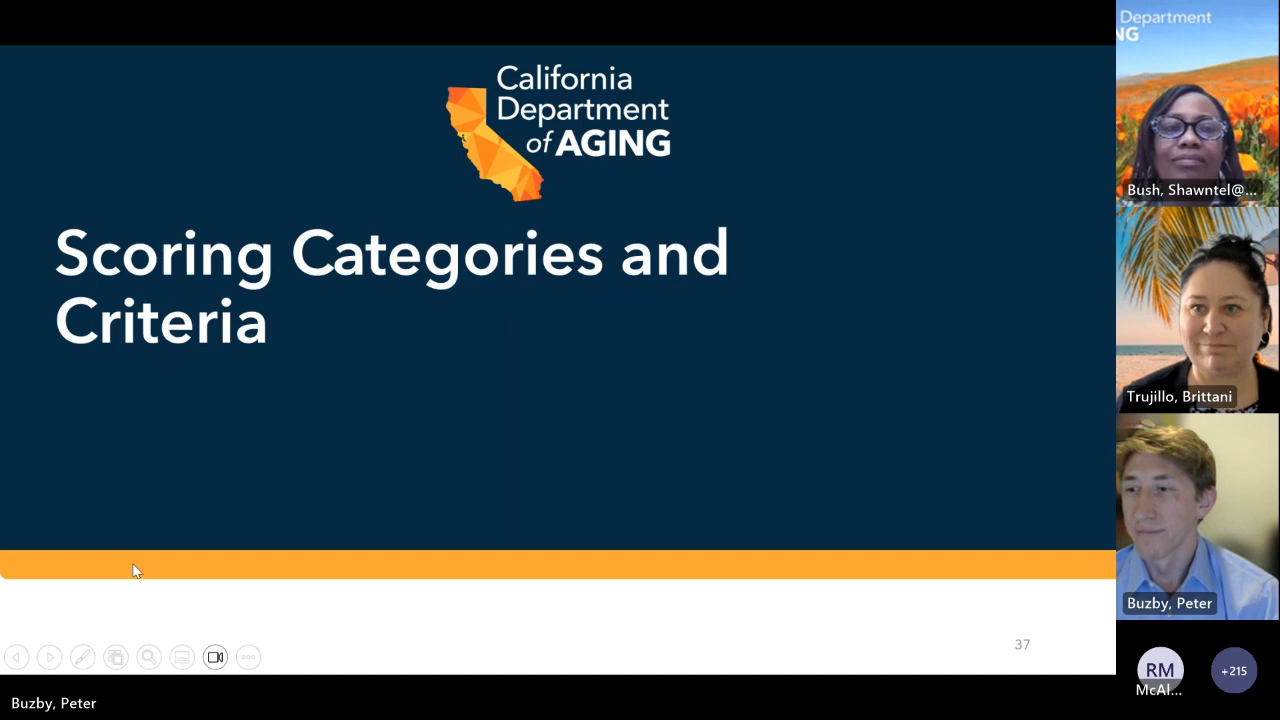 California
Department
of AGING
Scoring Categories and
Criteria
37
Buzby, Peter
Department
NG
Bush, Shawntel@...
Trujillo, Brittani
Buzby, Peter
RM
McAl...
+215